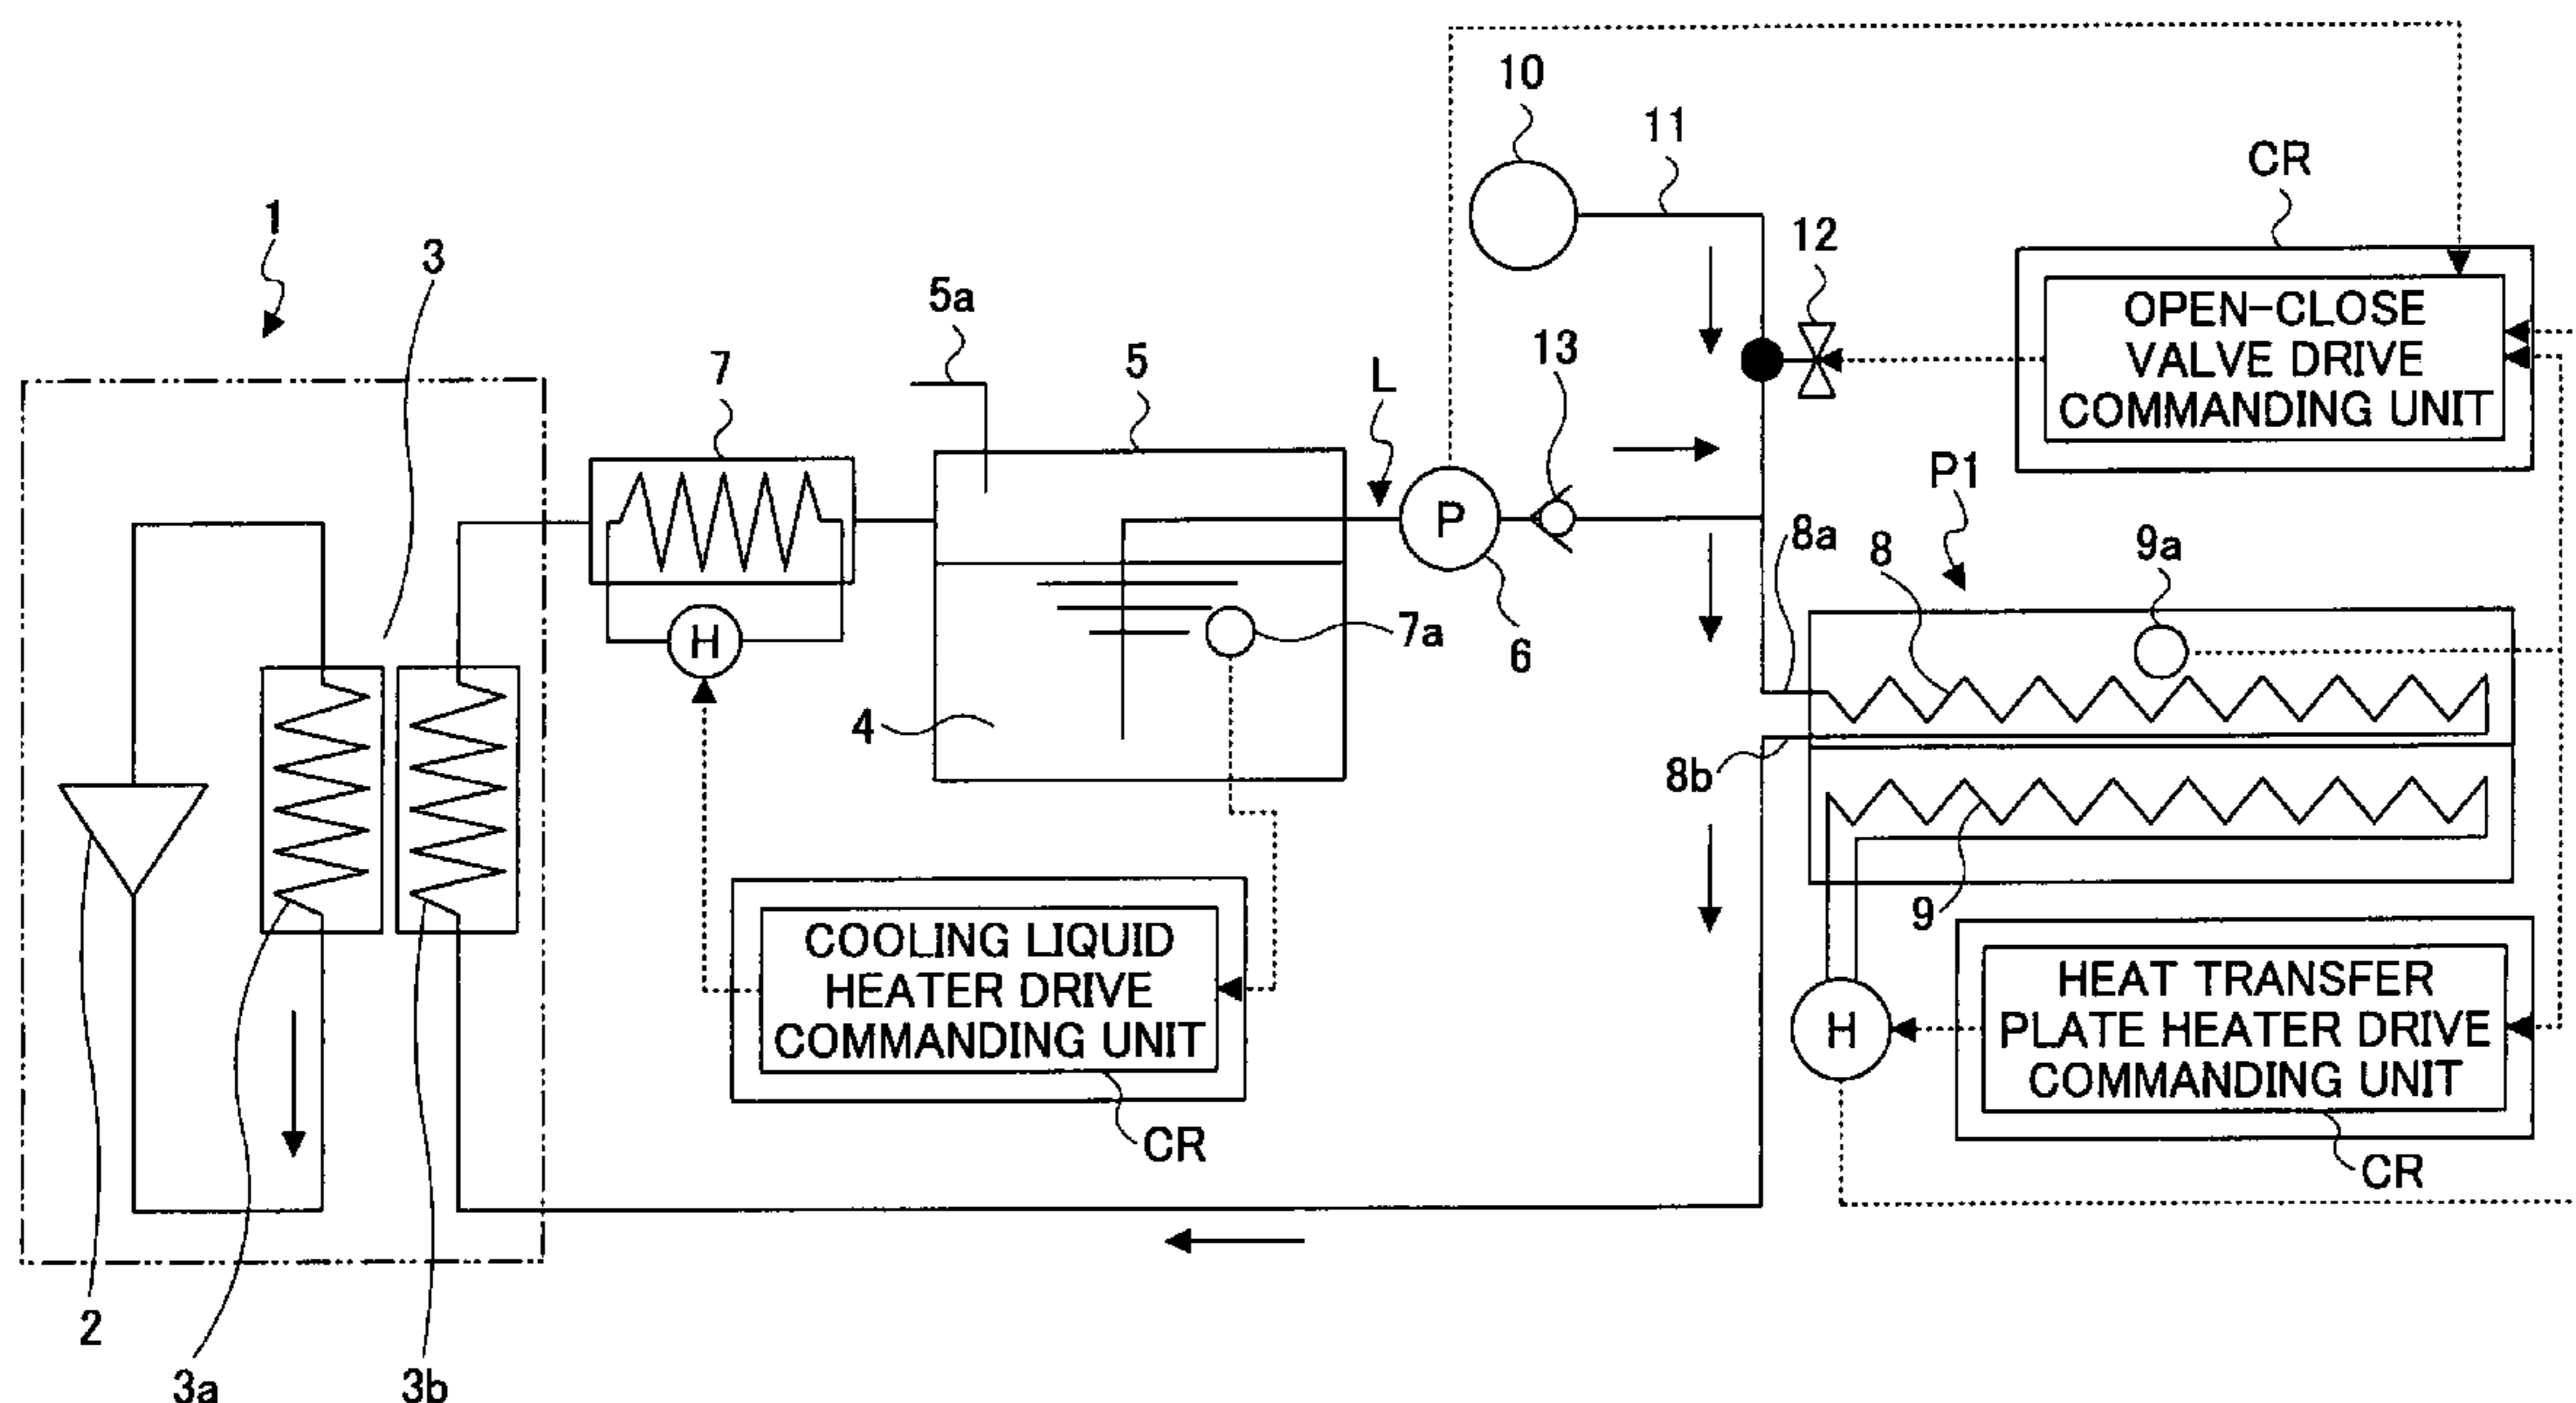 10
11
CR
1
3
12
5a
OPEN-CLOSE
VALVE DRIVE
COMMANDING UNIT
5
13
7
L
P1
P
8a
8
9a
H
7a
6
4
8b
9
COOLING LIQUID
HEATER DRIVE
COMMANDING UNIT
H
HEAT TRANSFER
PLATE HEATER DRIVE
COMMANDING UNIT
CR
CR
2
3a
3b